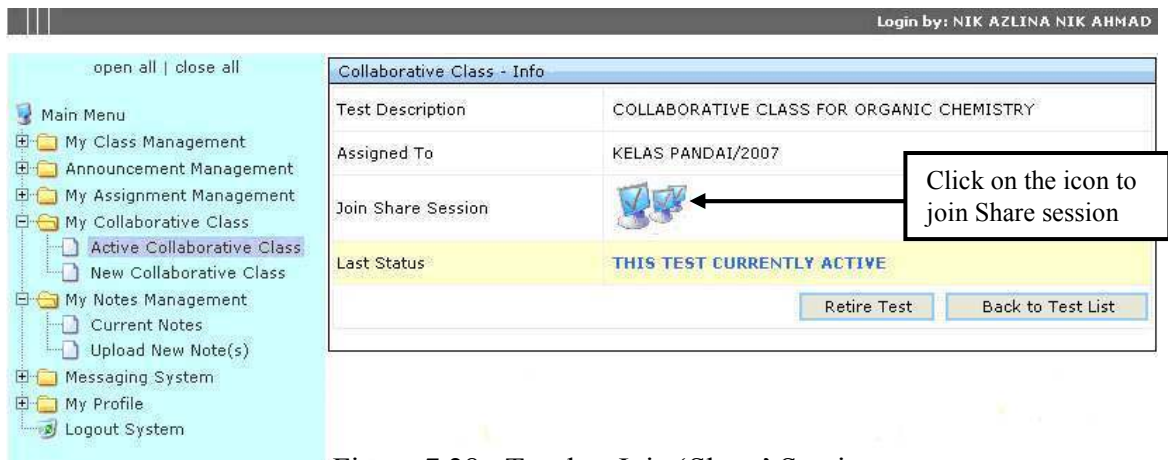 Login by: NIK AZLINA NIK AHMAD
open all | close all
Main Menu
My Class Management
Announcement Management
My Assignment Management
My Collaborative Class
Active Collaborative Class
New Collaborative Class
My Notes Management
Current Notes
Upload New Note(s)
Messaging System
My Profile
Logout System
Collaborative Class - Info
Test Description COLLABORATIVE CLASS FOR ORGANIC CHEMISTRY
Assigned To KELAS PANDAI/2007
Join Share Session
Click on the icon to
join Share session
Last Status THIS TEST CURRENTLY ACTIVE
Retire Test Back to Test List